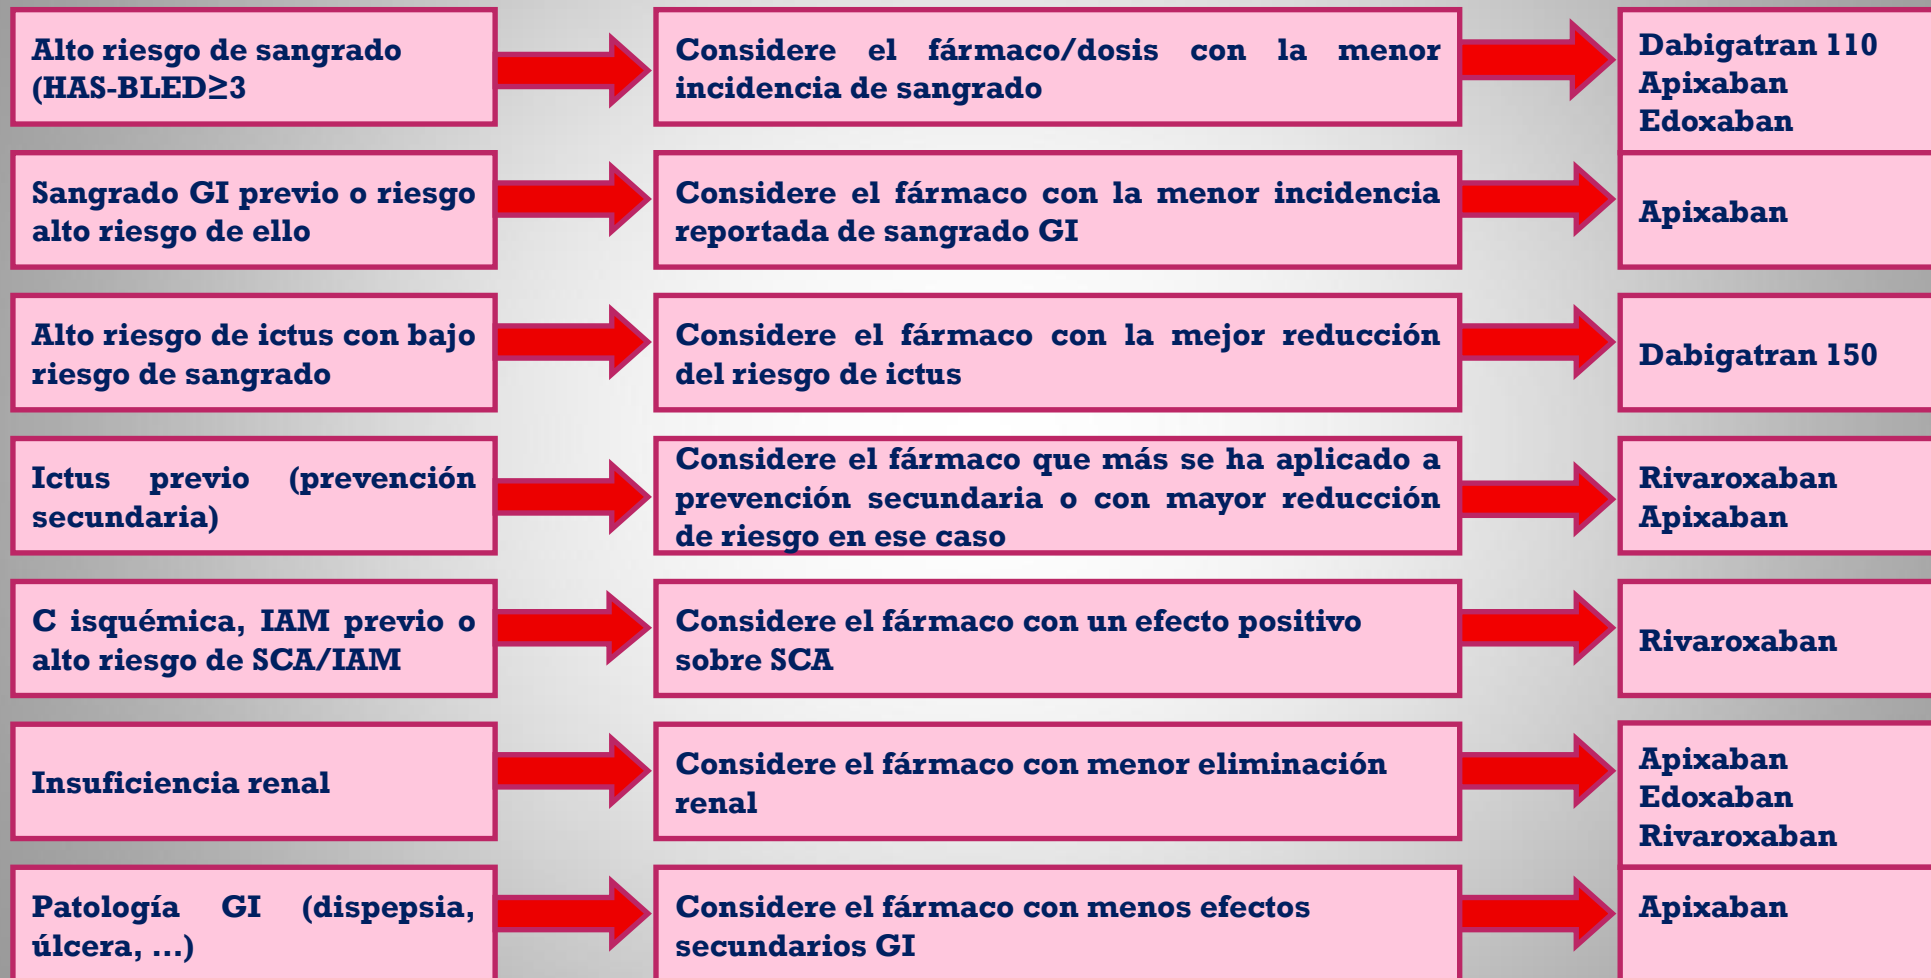 Alto riesgo de sangrado
(HAS-BLED≥3
Considere el fármaco/dosis con la menor
incidencia de sangrado
Dabigatran 110
Apixaban
Edoxaban
Sangrado GI previo o riesgo
alto riesgo de ello
Considere el fármaco con la menor incidencia
reportada de sangrado GI
Apixaban
Alto riesgo de ictus con bajo
riesgo de sangrado
Considere el fármaco con la mejor reducción
del riesgo de ictus
Dabigatran 150
Ictus previo (prevención
secundaria)
Considere el fármaco que más se ha aplicado a
prevención secundaria o con mayor reducción
de riesgo en ese caso
Rivaroxaban
Apixaban
C isquémica, IAM previo o
alto riesgo de SCA/IAM
Considere el fármaco con un efecto positivo
sobre SCA
Rivaroxaban
Insuficiencia renal
Considere el fármaco con menor eliminación
renal
Apixaban
Edoxaban
Rivaroxaban
Patología GI (dispepsia,
úlcera, ...)
Considere el fármaco con menos efectos
secundarios GI
Apixaban